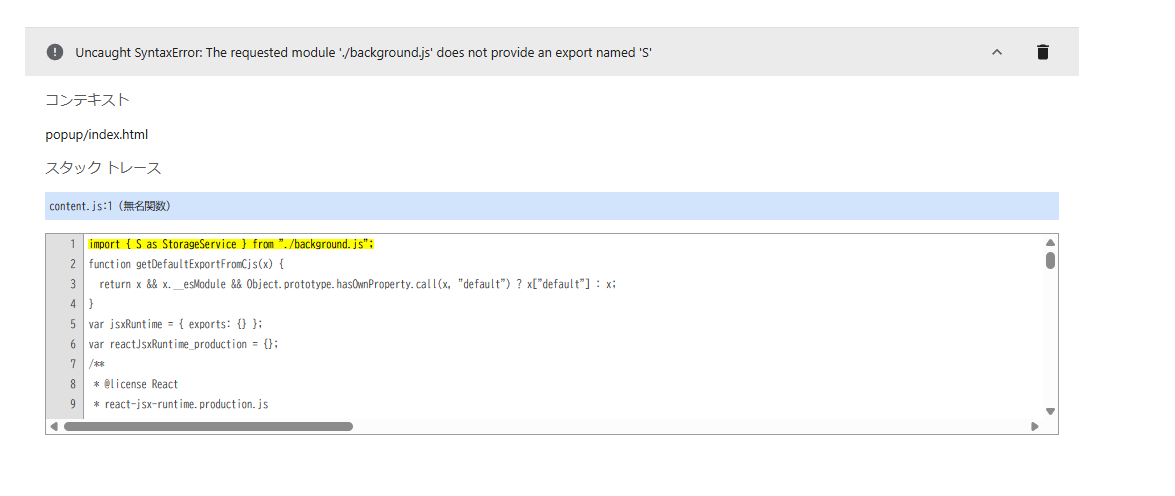 Uncaught SyntaxError: The requested module './background.js' does not provide an export named 'S'
コンテキスト
popup/index.html
スタック トレース
content.js:1 (無名関数)
1 import { S as StorageService } from "./background.js";
2 function getDefaultExportFromCjs(x) {
3   return x && x.__esModule && Object.prototype.hasOwnProperty.call(x, "default") ? x["default"] : x;
4 }
5 var jsxRuntime = { exports: {} };
6 var reactJsxRuntime_production = {};
7 /**
8  * @license React
9  * react-jsx-runtime.production.js